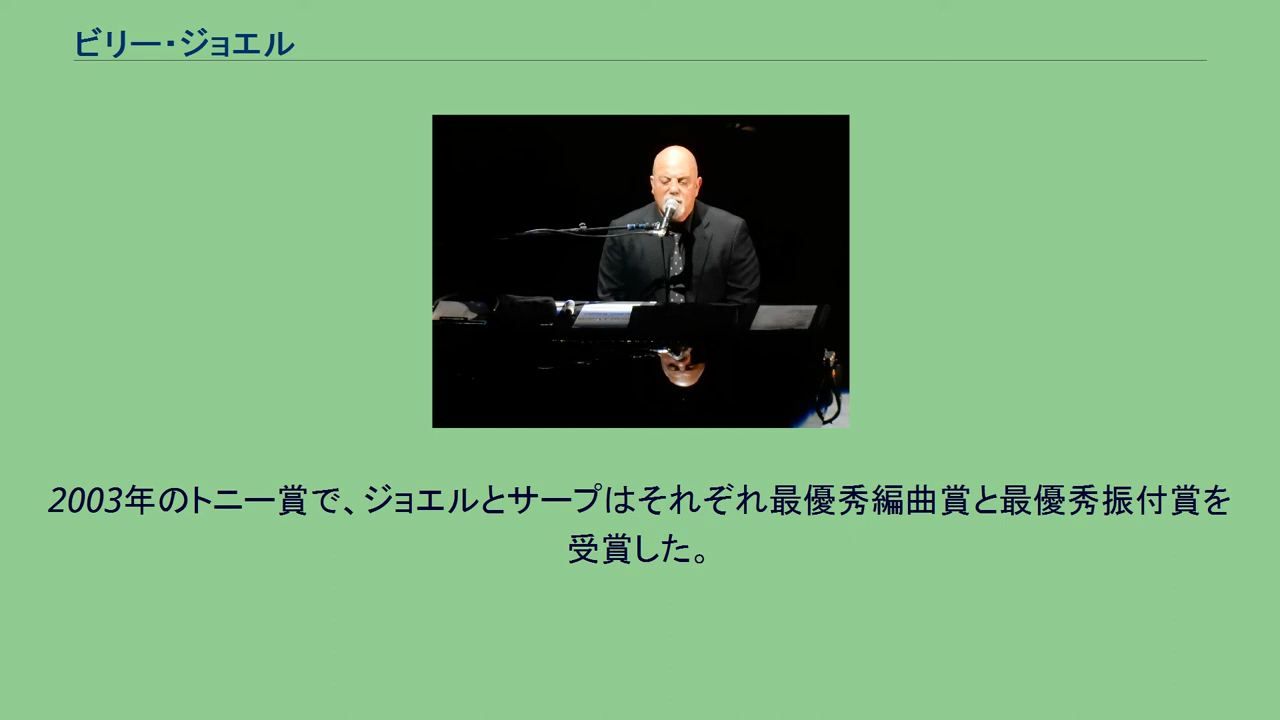 ビリー・ジョエル
2003年のトニー賞で、ジョエルとサープはそれぞれ最優秀編曲賞と最優秀振付賞を
受賞した。